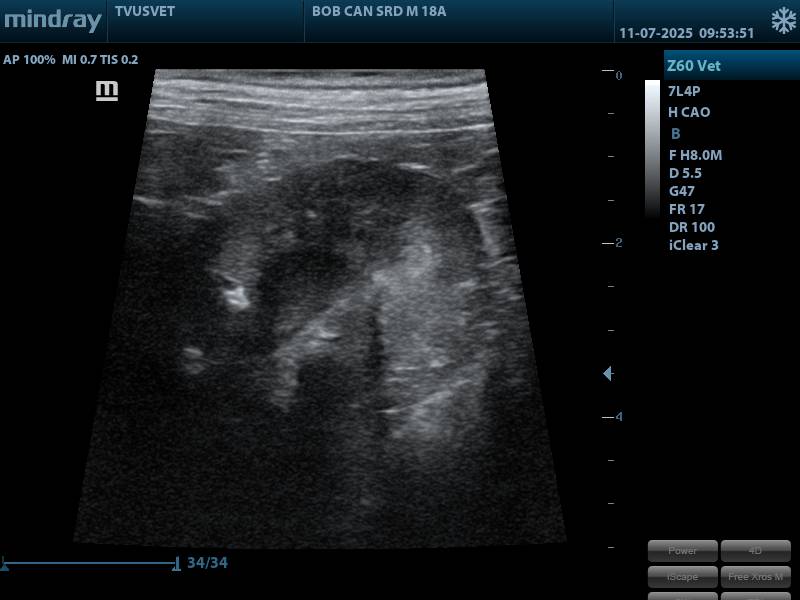 mindray
TVUSVET
BOB CAN SRD M 18A
11-07-2025 09:53:51
AP 100% MI 0.7 TIS 0.2
m
Z60 Vet
7L4P
H CAO
B
F H8.0M
D 5.5
G47
FR 17
DR 100
iClear 3
0
2
4
34/34
Power
4D
iScape
Free Xros M